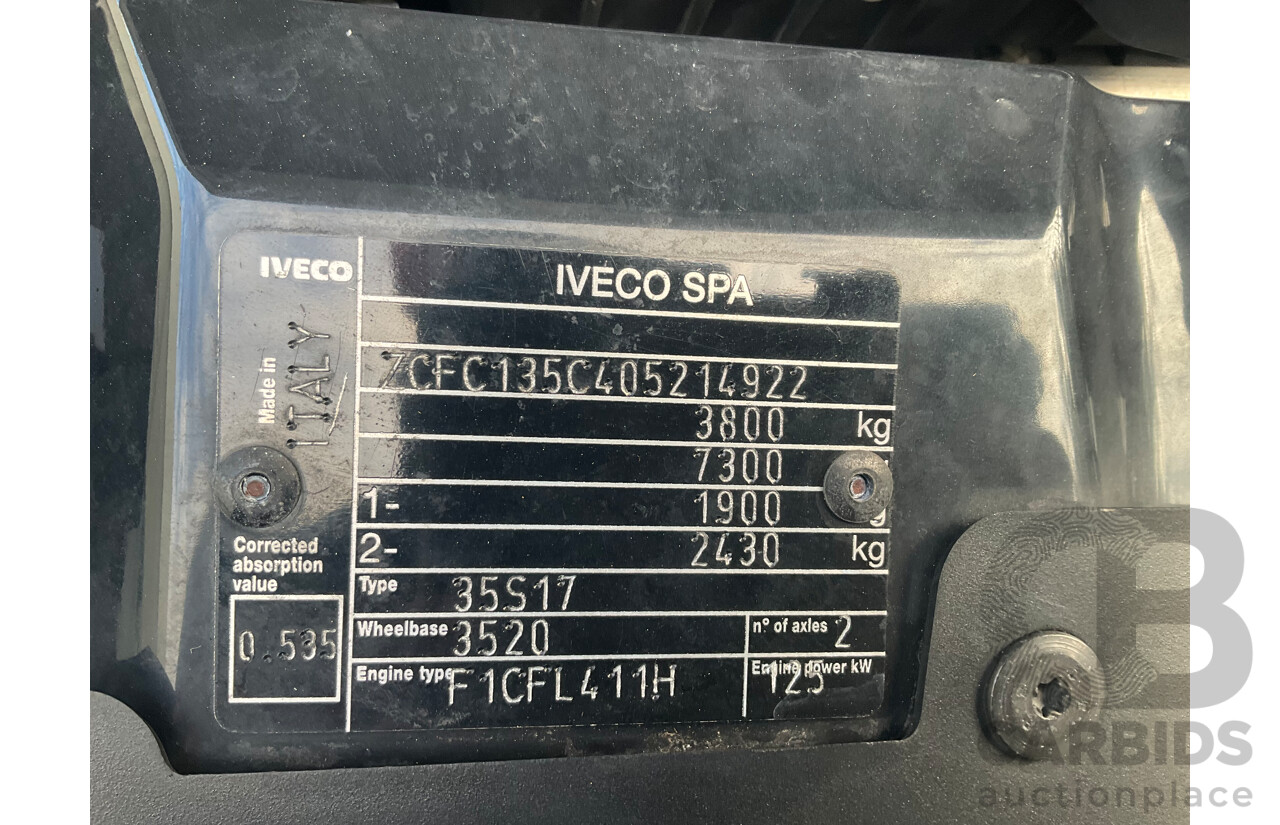 IVECO
IVECO SPA
Made in ITALY
ZCFC135C405214922
3800 kg
7300
1- 1900 g
2- 2430 kg
Corrected
absorption
value
0.535
Type 35S17
Wheelbase 3520
n° of axles 2
Engine type F1CFL411H
Engine power kW 125
B
CARBIDS
auctionplace